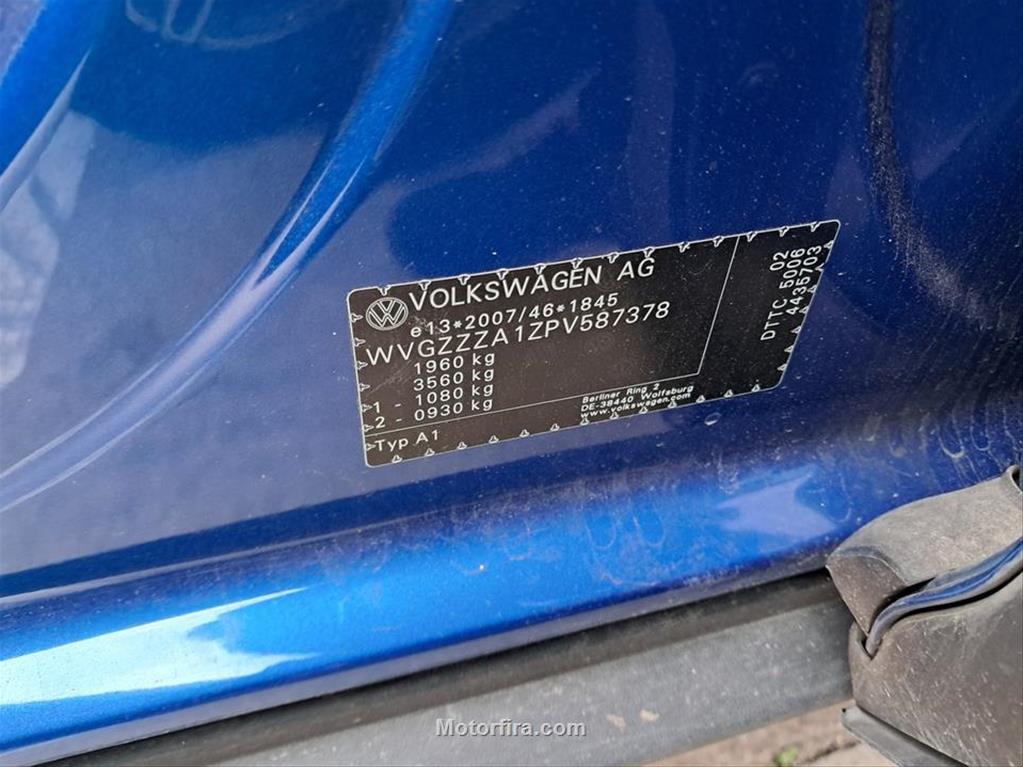 VOLKSWAGEN AG
e13*2007/46*1845
WVGZZZA1ZPV587378
1960 kg
3560 kg
1 - 1080 kg
2 - 0930 kg
Typ A1
Berliner Ring 2
DE-38440 Wolfsburg
www.volkswagen.com
02
DTTC 5006
4435703
Motorfira.com